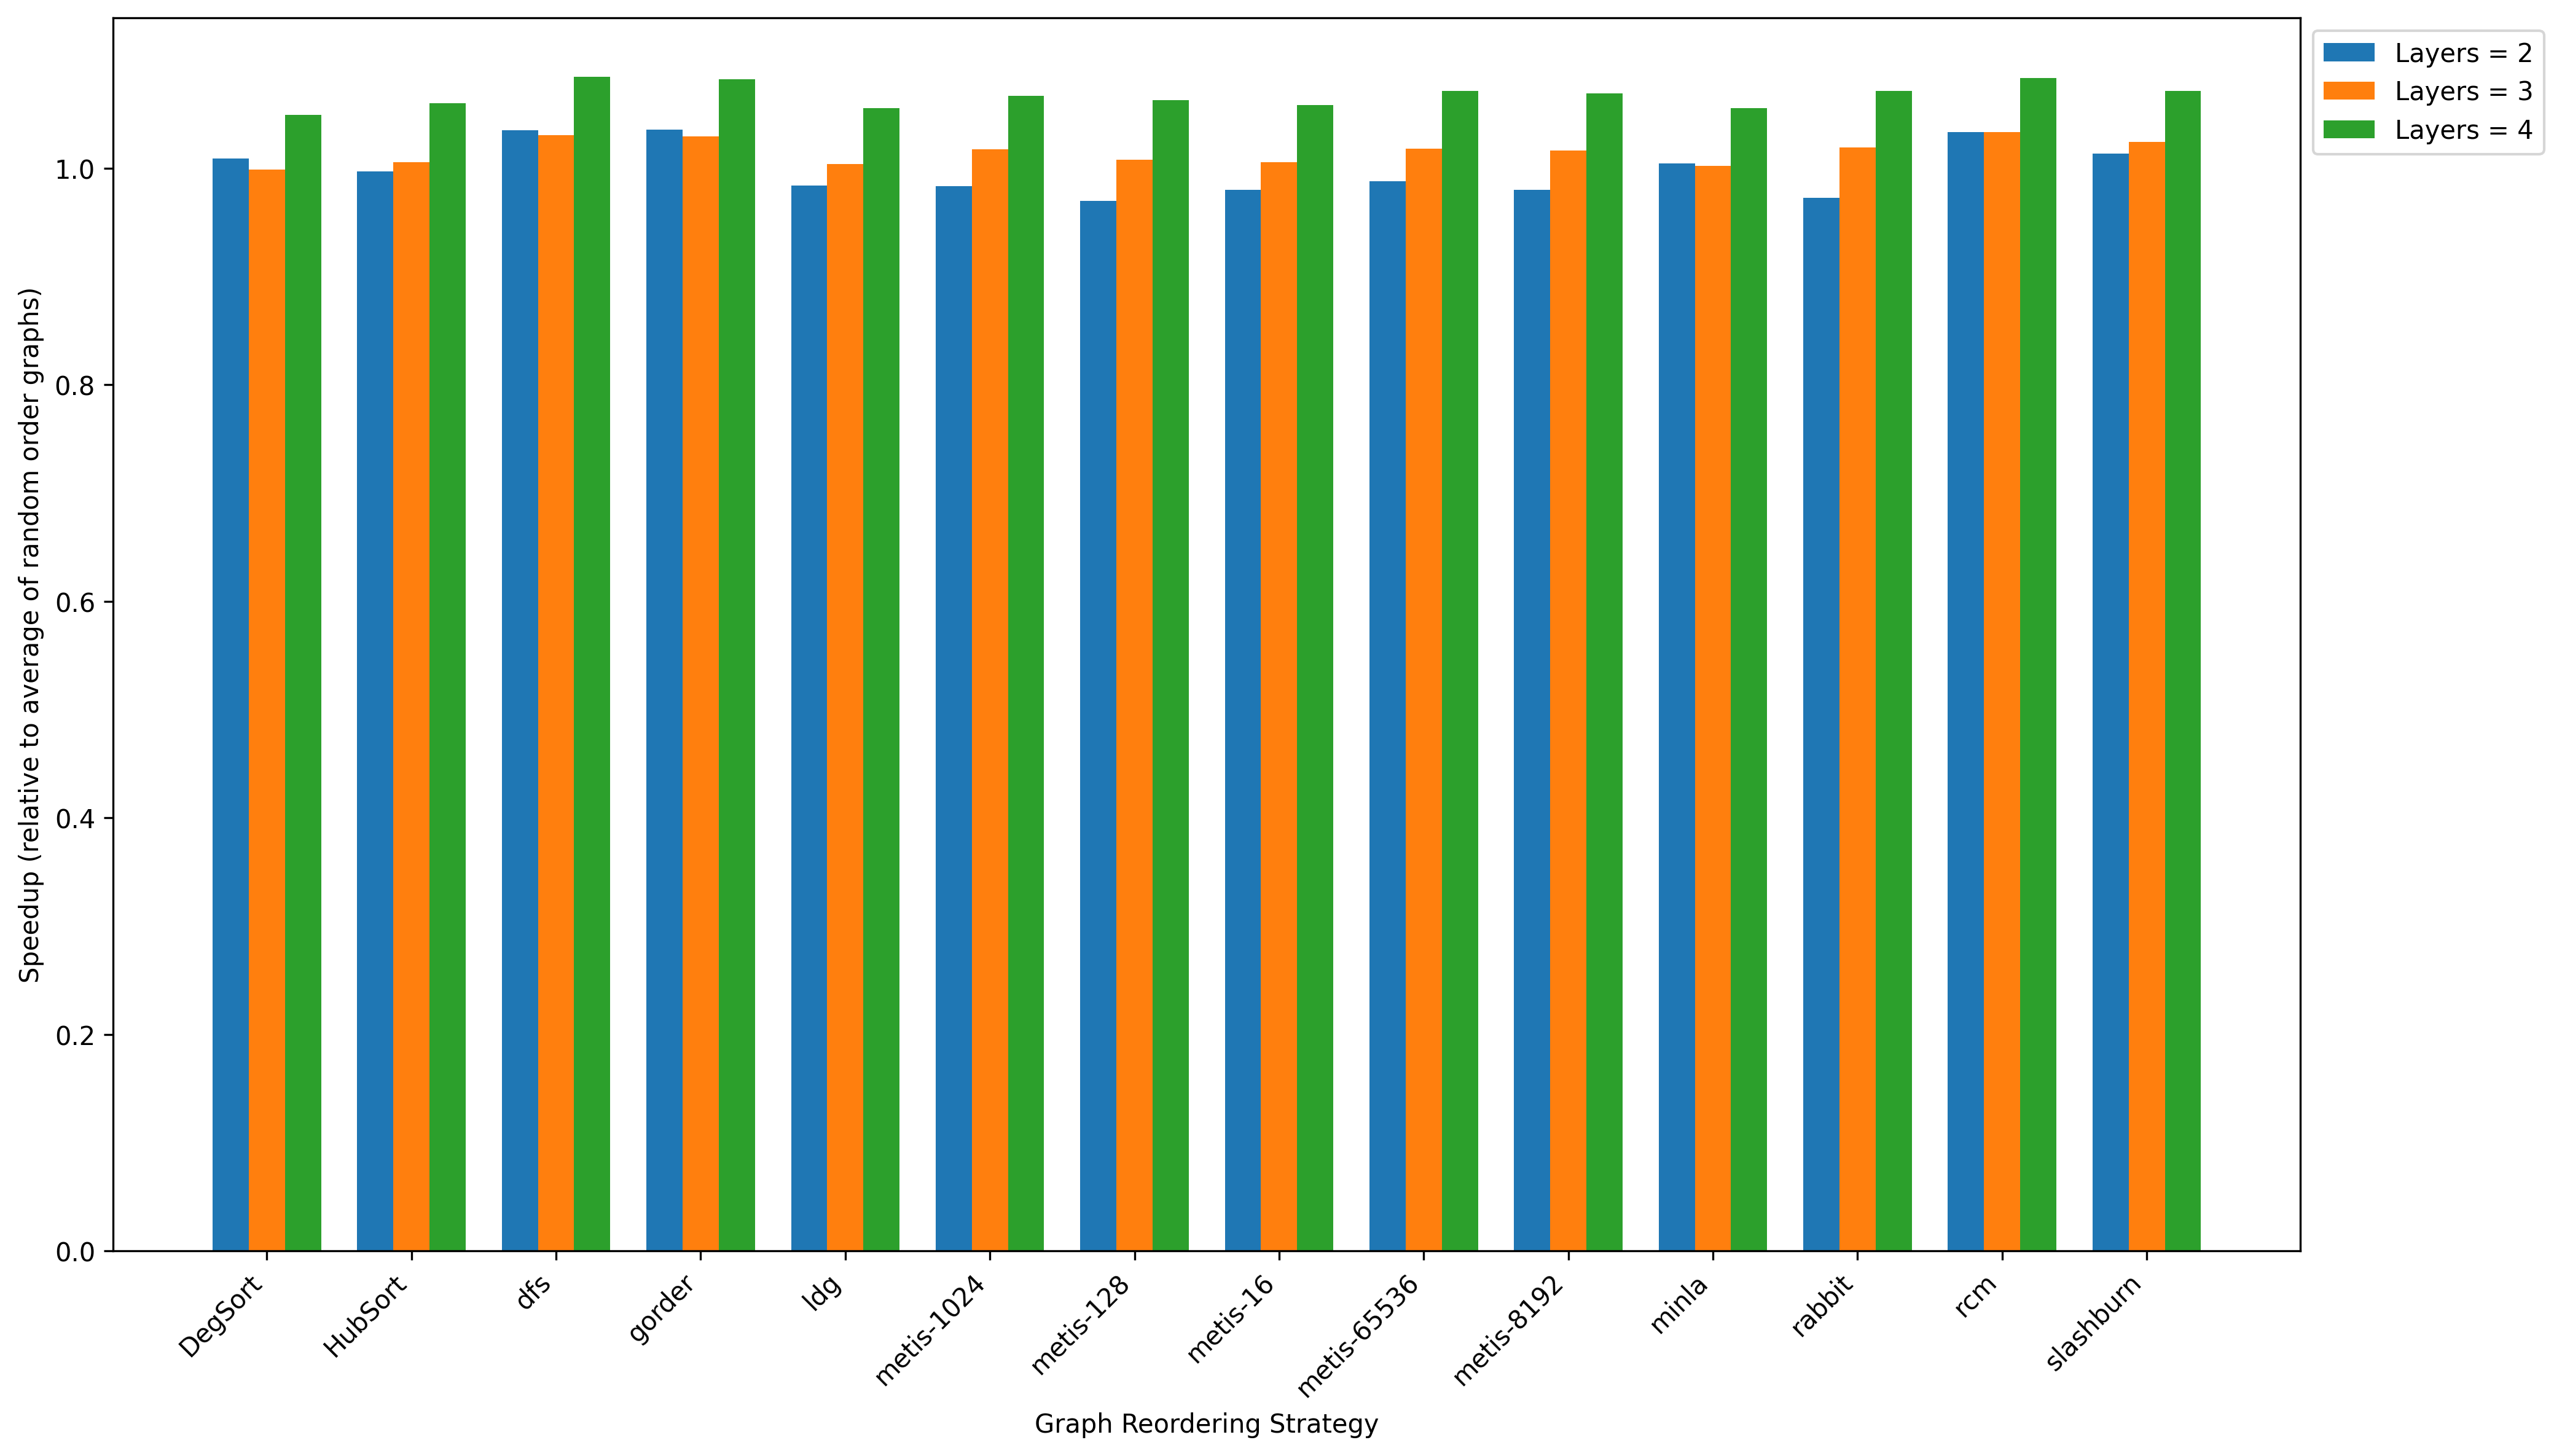 Layers = 2
Layers = 3
Layers = 4
Speedup (relative to average of random order graphs)
1.0
0.8
0.6
0.4
0.2
0.0
DegSort
HubSort
dfs
gorder
ldg
metis-1024
metis-128
metis-16
metis-65536
metis-8192
minla
rabbit
rcm
slashburn
Graph Reordering Strategy